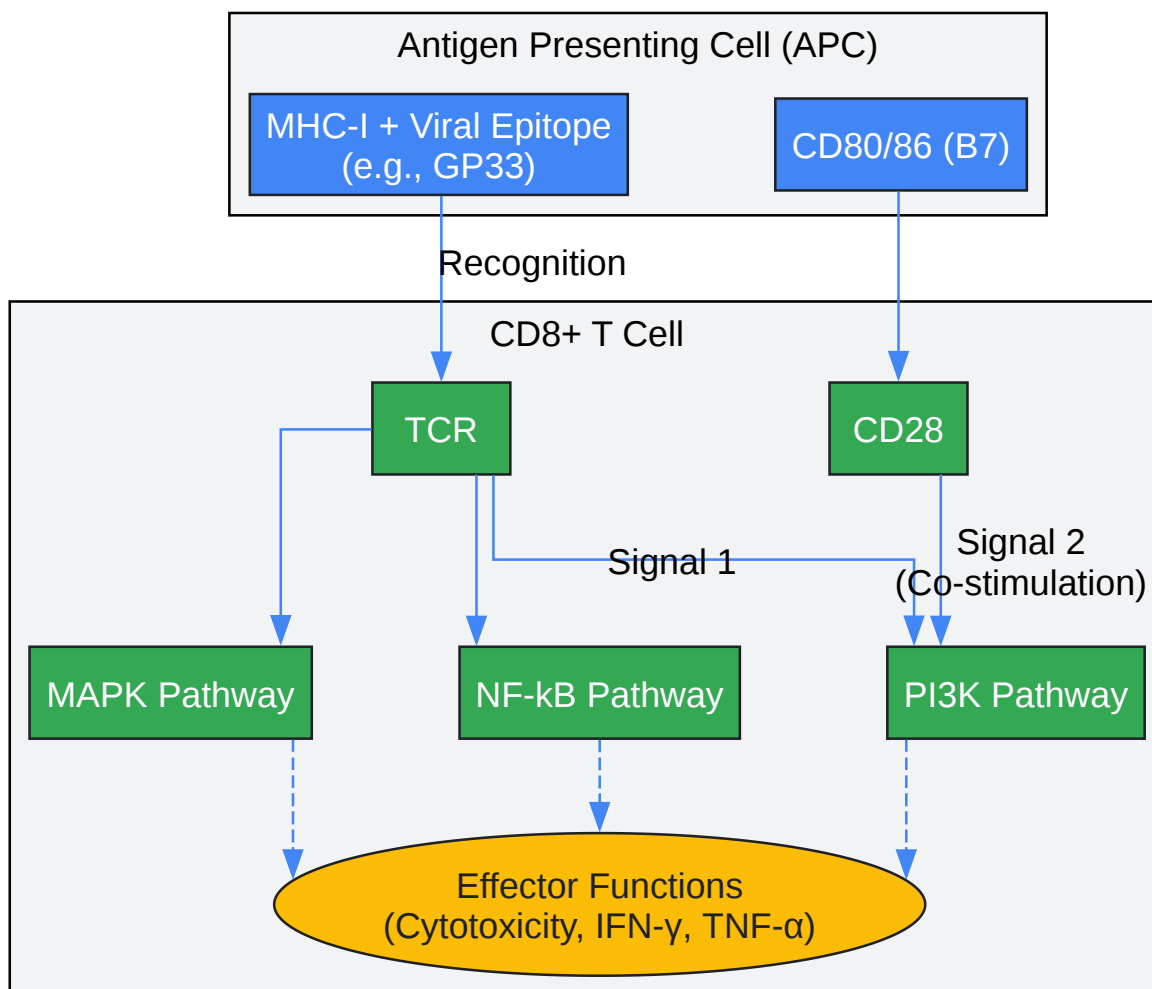 Antigen Presenting Cell (APC)
MHC-I + Viral Epitope
(e.g., GP33)
CD80/86 (B7)
Recognition
CD8+ T Cell
TCR
CD28
Signal 1
Signal 2
(Co-stimulation)
MAPK Pathway
NF-kB Pathway
PI3K Pathway
Effector Functions
(Cytotoxicity, IFN-γ, TNF-α)